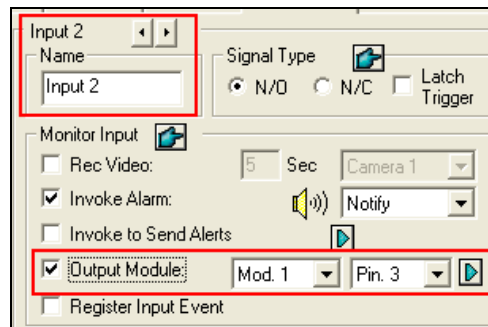 Input 2
Name
Input 2
Signal Type
N/O
N/C
Latch
Trigger
Monitor Input
Rec Video:
5
Sec
Camera 1
Invoke Alarm:
Notify
Invoke to Send Alerts
Output Module:
Mod. 1
Pin. 3
Register Input Event